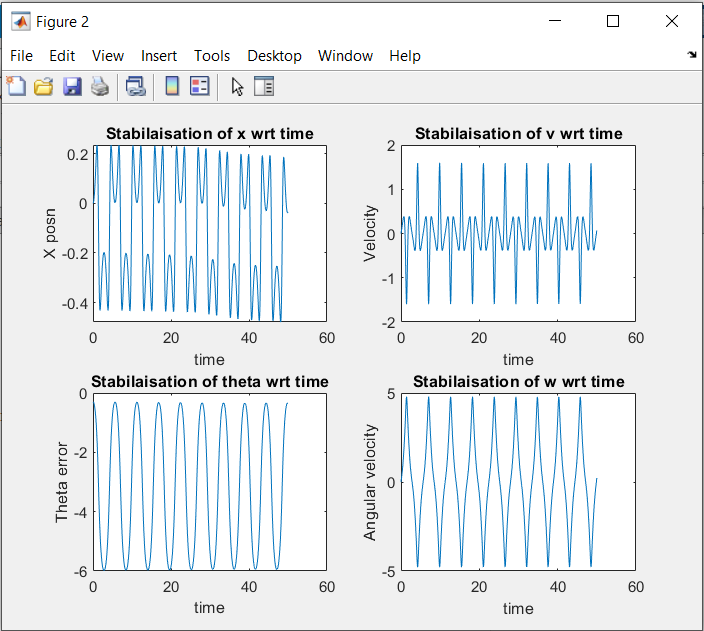 Figure 2
File Edit View Insert Tools Desktop Window Help
Stabilaisation of x wrt time
X posn
0.2
0
-0.2
-0.4
0 20 40 60
time
Stabilaisation of v wrt time
Velocity
2
1
0
-1
-2
0 20 40 60
time
Stabilaisation of theta wrt time
Theta error
0
-2
-4
-6
0 20 40 60
time
Stabilaisation of w wrt time
Angular velocity
5
0
-5
0 20 40 60
time